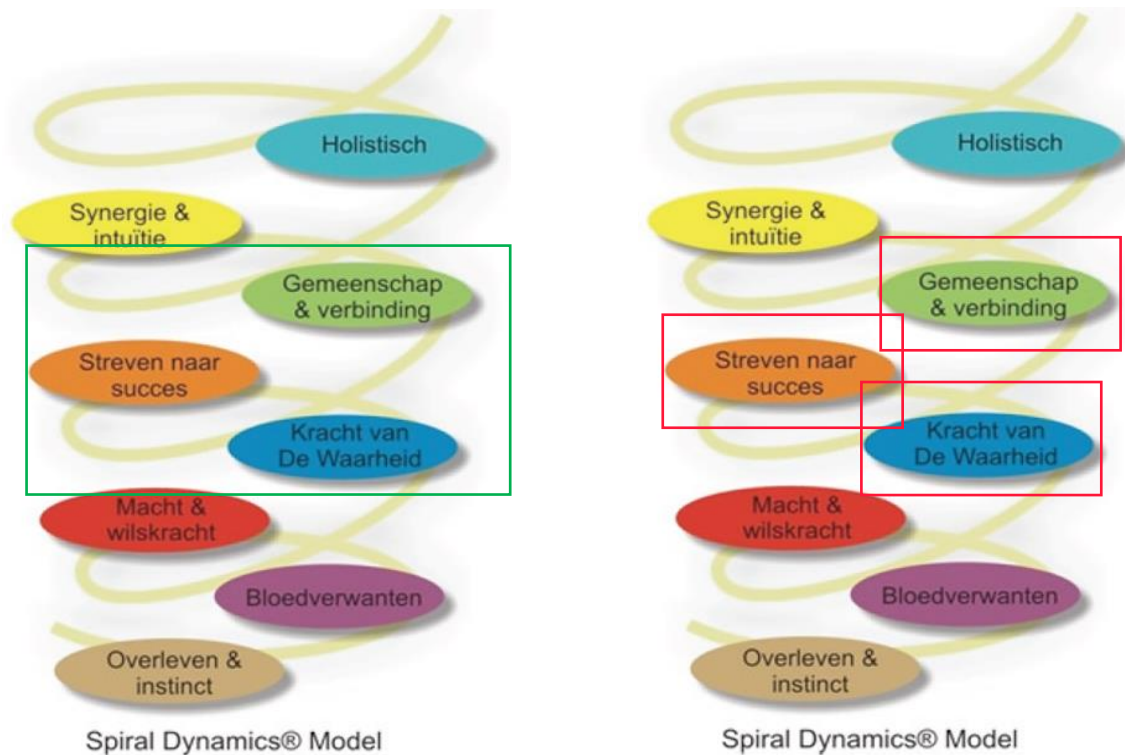 Holistisch
Synergie &
intuïtie
Gemeenschap
& verbinding
Streven naar
succes
Kracht van
De Waarheid
Macht &
wilskracht
Bloedverwanten
Overleven &
instinct
Spiral Dynamics® Model
Holistisch
Synergie &
intuïtie
Gemeenschap
& verbinding
Streven naar
succes
Kracht van
De Waarheid
Macht &
wilskracht
Bloedverwanten
Overleven &
instinct
Spiral Dynamics® Model